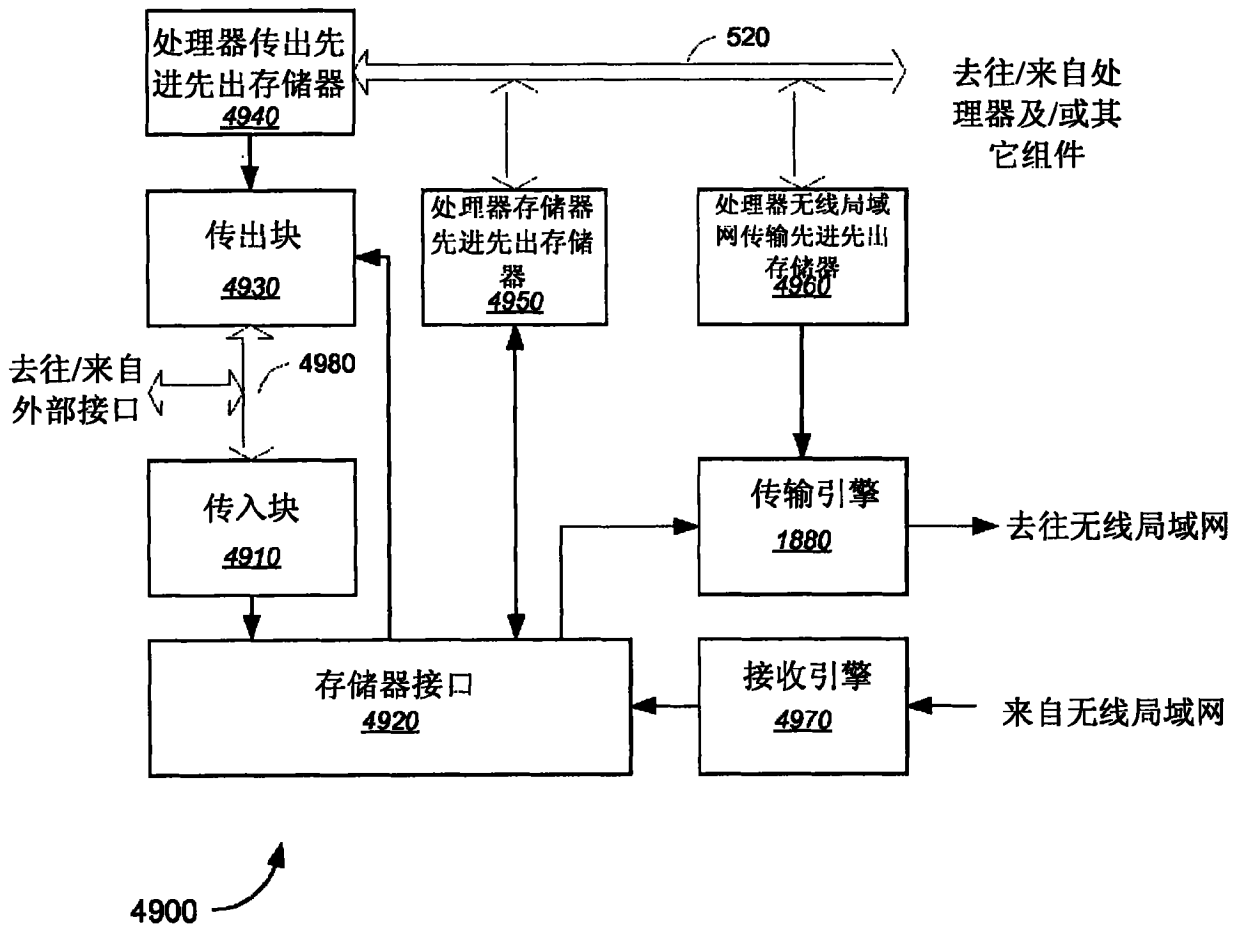 处理器传出先
进先出存储器
4940
520
去往/来自处
理器及/或其
它组件
传出块
4930
处理器存储器
先进先出存储
器
4950
处理器无线局域
网传输先进先出
存储器
4960
去往/来自
外部接口
4980
传入块
4910
传输引擎
1880
去往无线局域网
存储器接口
4920
接收引擎
4970
来自无线局域网
4900